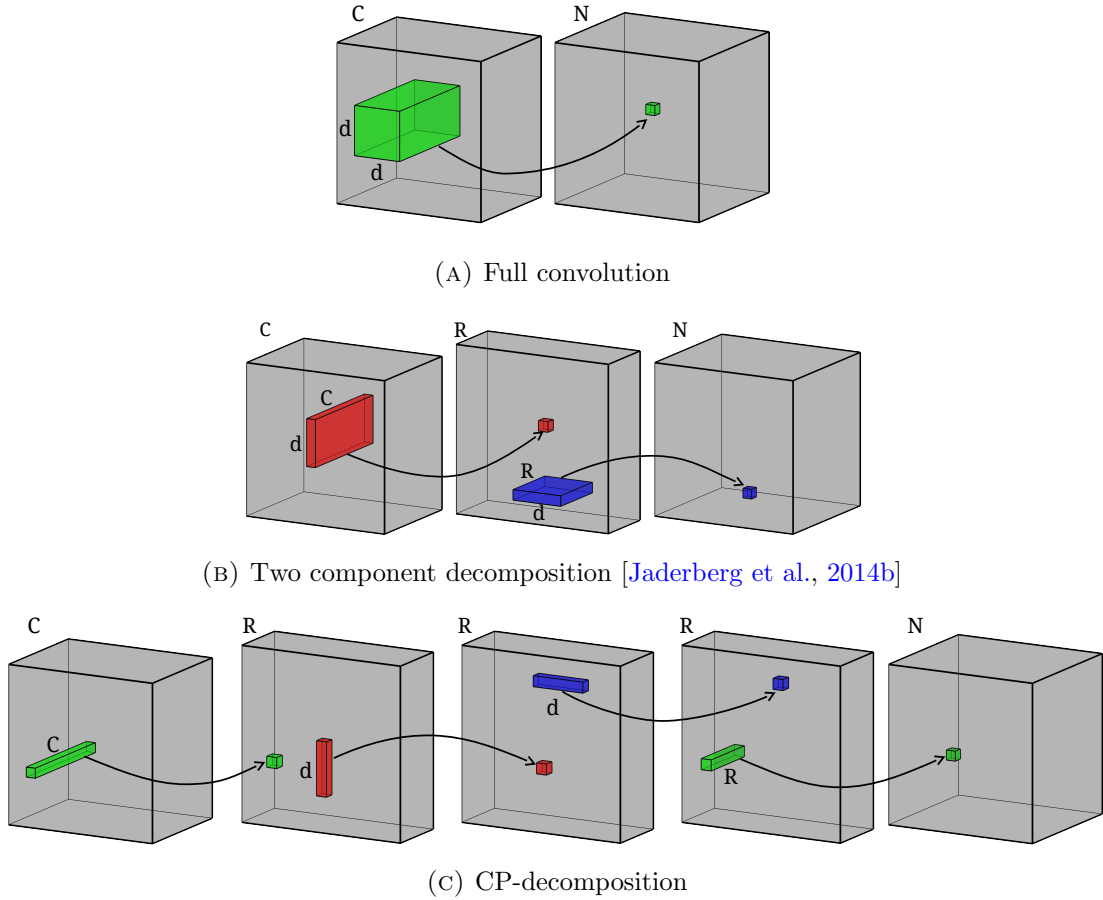 C N
d
d
(A) Full convolution
C R N
C
d
R
d
(B) Two component decomposition [Jaderberg et al., 2014b]
C R R R N
d
C
d
R
(C) CP-decomposition